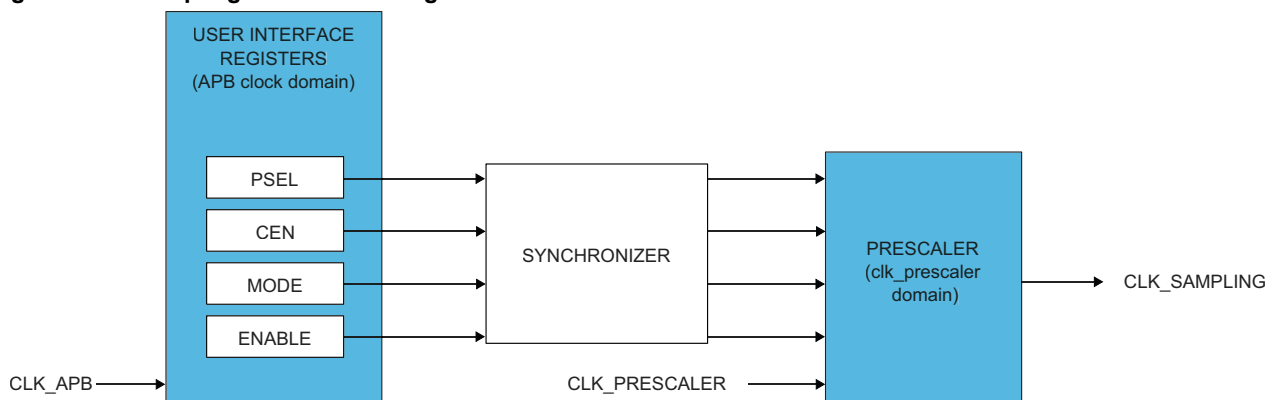 USER INTERFACE
REGISTERS
(APB clock domain)
PSEL
CEN
MODE
ENABLE
SYNCHRONIZER
PRESCALER
(clk_prescaler
domain)
CLK_SAMPLING
CLK_APB
CLK_PRESCALER